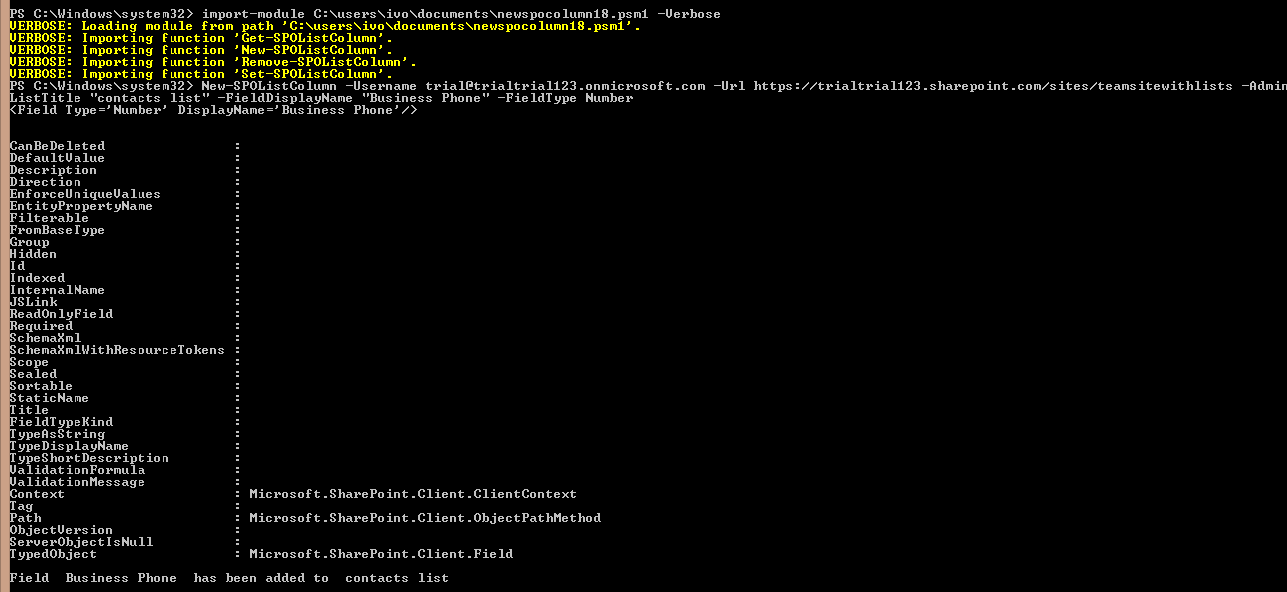 PS C:\Windows\system32> import-module C:\users\ivo\documents\newspocolumn18.psm1 -Verbose
VERBOSE: Loading module from path 'C:\users\ivo\documents\newspocolumn18.psm1'.
VERBOSE: Importing function 'Get-SPOListColumn'.
VERBOSE: Importing function 'New-SPOListColumn'.
VERBOSE: Importing function 'Remove-SPOListColumn'.
VERBOSE: Importing function 'Set-SPOListColumn'.
PS C:\Windows\system32> New-SPOListColumn -Username trial@trialtrial123.onmicrosoft.com -Url https://trialtrial123.sharepoint.com/sites/teamsitewithlists -Admin
ListTitle "contacts list" -FieldDisplayName "Business Phone" -FieldType Number
<Field Type='Number' DisplayName='Business Phone'/>
CanBeDeleted :
DefaultValue :
Description :
Direction :
EnforceUniqueValues :
EntityPropertyName :
Filterable :
FromBaseType :
Group :
Hidden :
Id :
Indexed :
InternalName :
JSLink :
ReadOnlyField :
Required :
SchemaXml :
SchemaXmlWithResourceTokens :
Scope :
Sealed :
Sortable :
StaticName :
Title :
FieldTypeKind :
TypeAsString :
TypeDisplayName :
TypeShortDescription :
ValidationFormula :
ValidationMessage :
Context : Microsoft.SharePoint.Client.ClientContext
Tag :
Path : Microsoft.SharePoint.Client.ObjectPathMethod
ObjectVersion :
ServerObjectIsNull :
TypedObject : Microsoft.SharePoint.Client.Field
Field  Business Phone  has been added to  contacts list